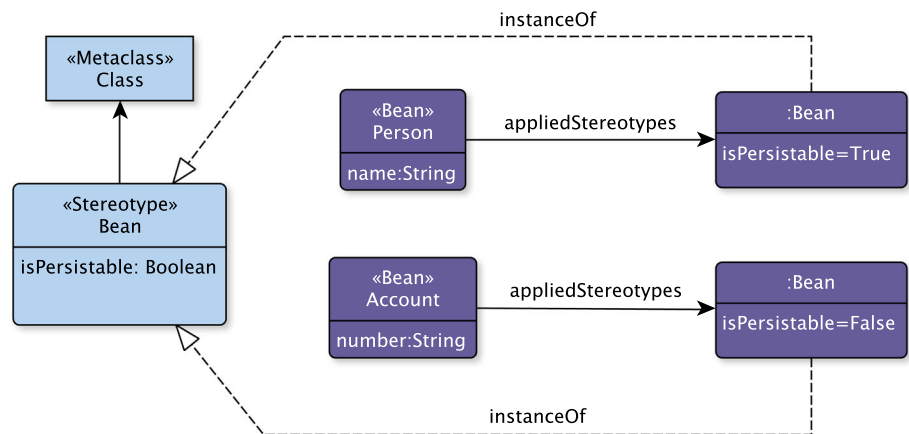 instanceOf
«Metaclass»
Class
«Stereotype»
Bean
isPersistable: Boolean
«Bean»
Person
name:String
appliedStereotypes
:Bean
isPersistable=True
«Bean»
Account
number:String
appliedStereotypes
:Bean
isPersistable=False
instanceOf